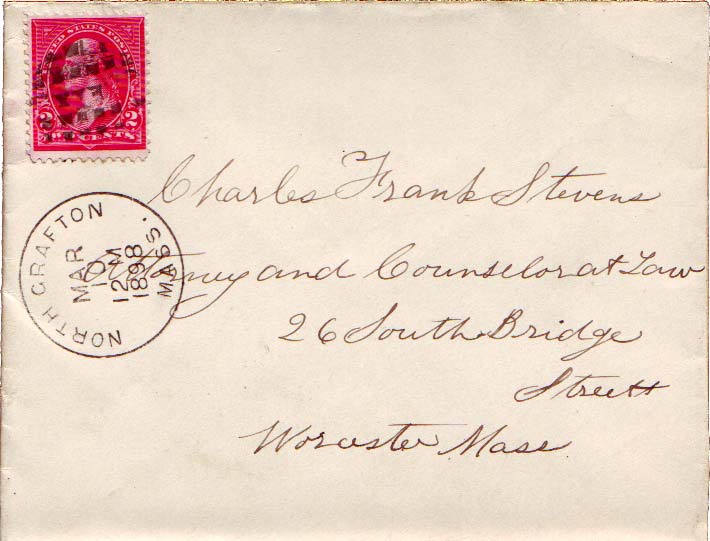 UNITED STATES POSTAGE
2 2
TWO CENTS
NORTH GRAFTON MASS.
MAR
10
12 M
1898
Charles Frank Stevens
Attorney and Counselor at Law
26 South Bridge
Street
Worcester Mass